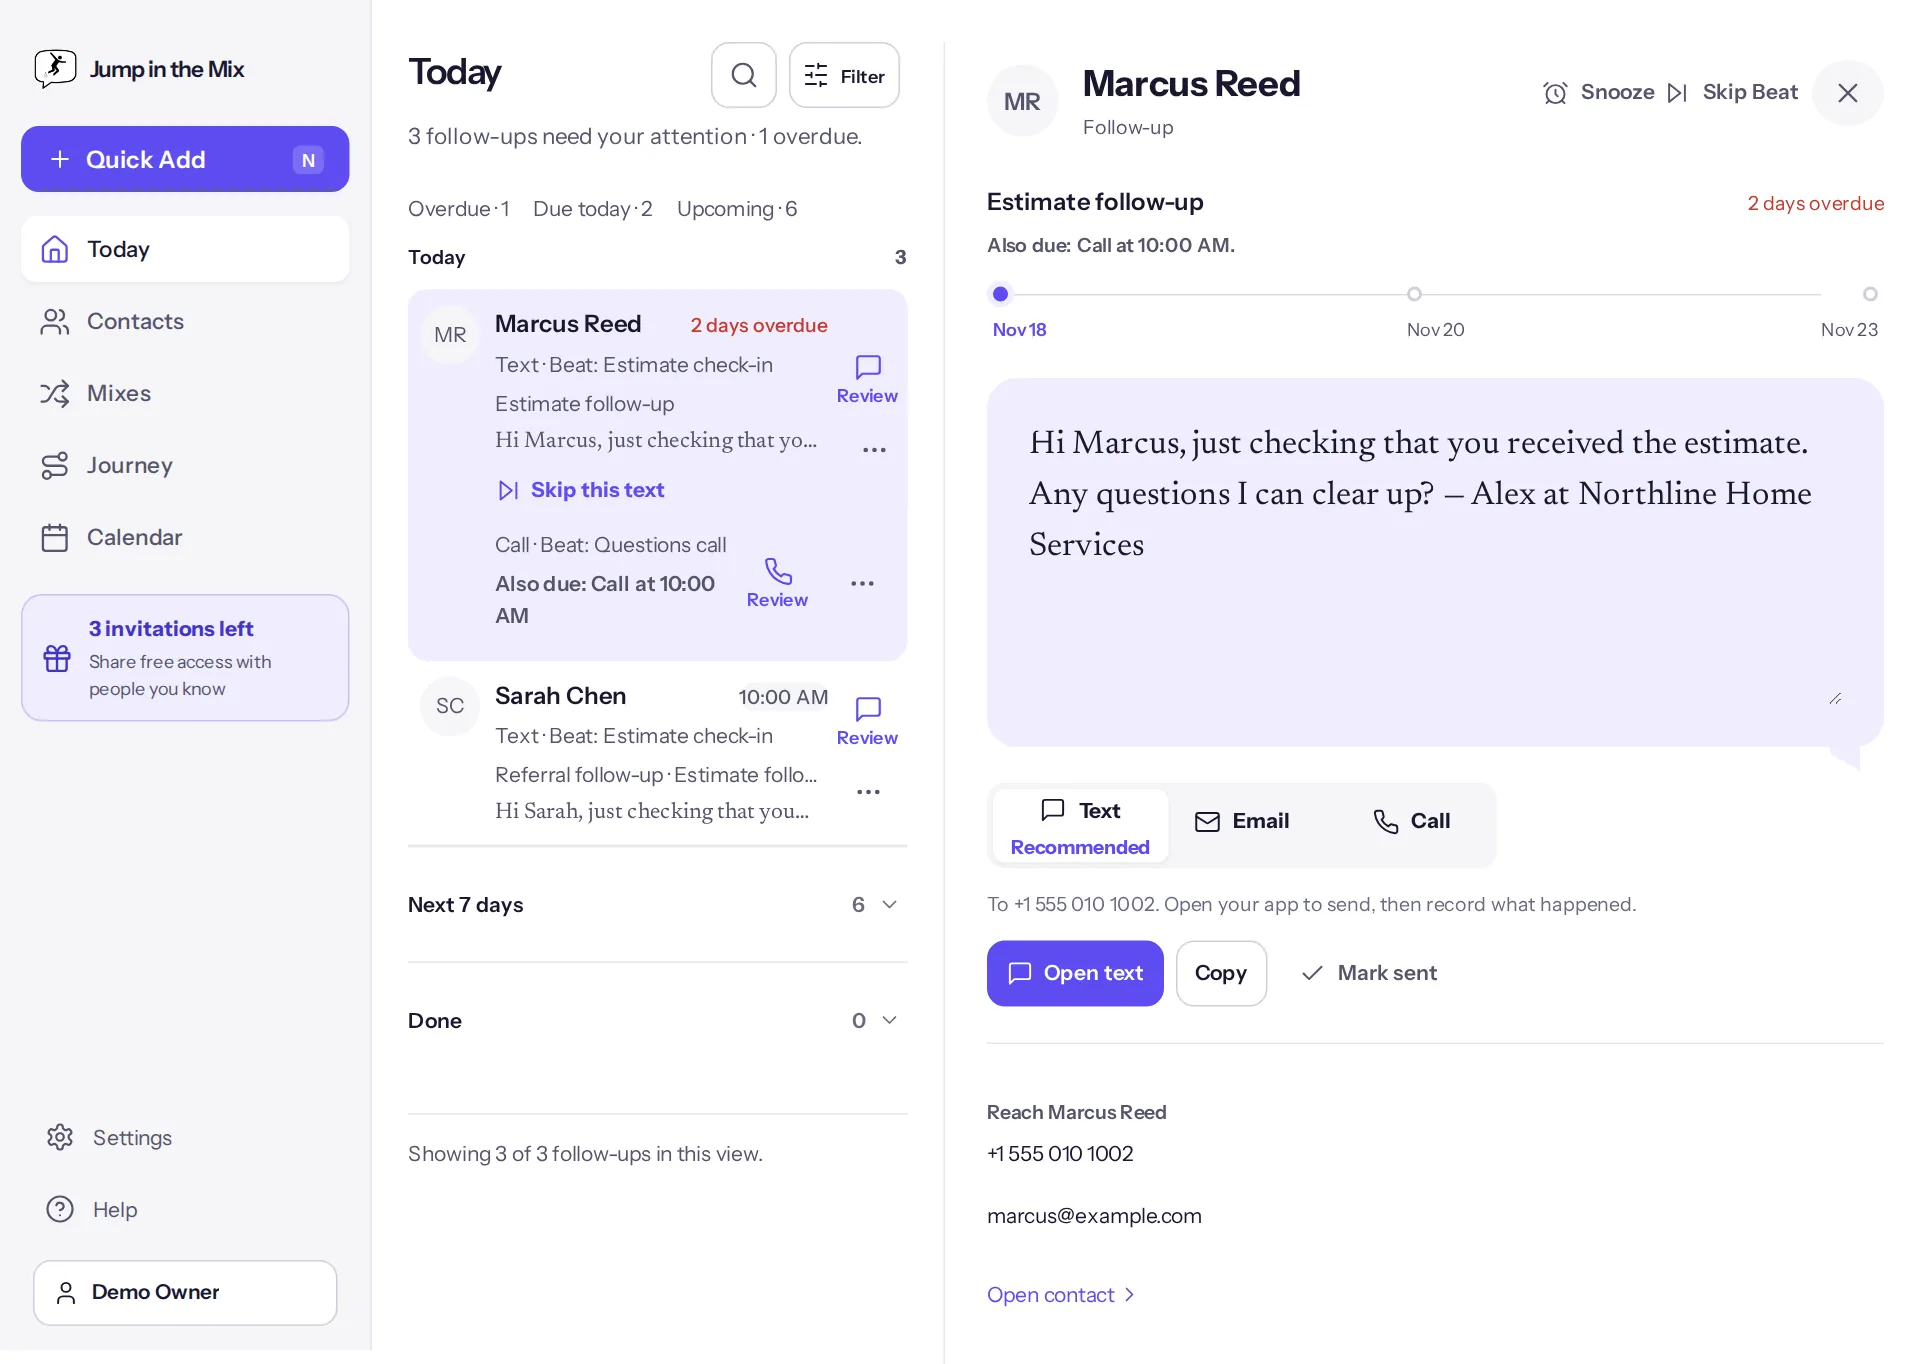 Jump in the Mix
Quick Add
N
Today
Contacts
Mixes
Journey
Calendar
3 invitations left
Share free access with
people you know
Settings
Help
Demo Owner
Today
Filter
3 follow-ups need your attention · 1 overdue.
Overdue · 1
Due today · 2
Upcoming · 6
Today
3
MR
Marcus Reed
2 days overdue
Text · Beat: Estimate check-in
Estimate follow-up
Hi Marcus, just checking that yo...
Review
Skip this text
Call · Beat: Questions call
Also due: Call at 10:00
AM
Review
SC
Sarah Chen
10:00 AM
Text · Beat: Estimate check-in
Referral follow-up · Estimate follo...
Hi Sarah, just checking that you...
Review
Next 7 days
6
Done
0
Showing 3 of 3 follow-ups in this view.
MR
Marcus Reed
Follow-up
Snooze
Skip Beat
Estimate follow-up
2 days overdue
Also due: Call at 10:00 AM.
Nov 18
Nov 20
Nov 23
Hi Marcus, just checking that you received the estimate.
Any questions I can clear up? — Alex at Northline Home
Services
Text
Recommended
Email
Call
To +1 555 010 1002. Open your app to send, then record what happened.
Open text
Copy
Mark sent
Reach Marcus Reed
+1 555 010 1002
marcus@example.com
Open contact